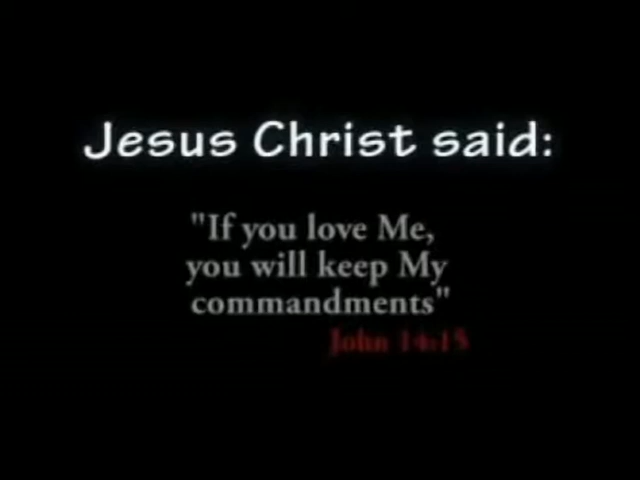 Jesus Christ said:
"If you love Me,
you will keep My
commandments"
John 14:15